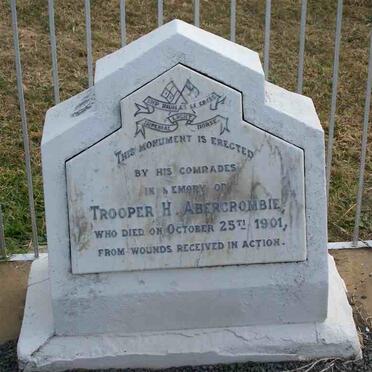 IMPERIAL LIGHT HORSE
THIS MONUMENT IS ERECTED
BY HIS COMRADES
IN MEMORY OF
TROOPER H. ABERCROMBIE,
WHO DIED ON OCTOBER 25TH 1901,
FROM WOUNDS RECEIVED IN ACTION.